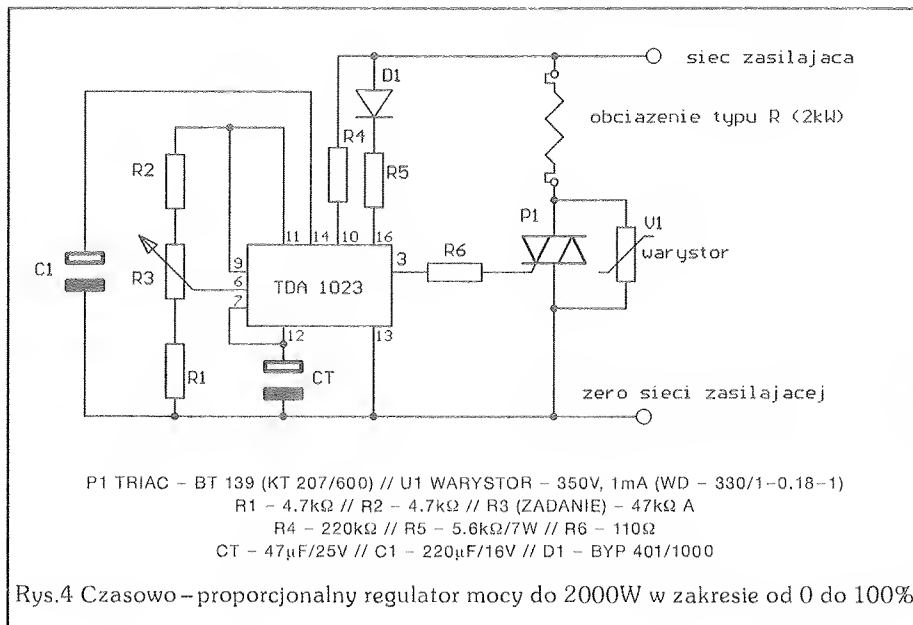 siec zasilajaca
D1
R4
obciazenie typu R (2kW)
R2
R5
P1
U1
warystor
11 14 10 16
C1
R3
9
6
7
TDA 1023
3
R6
12
13
R1
CT
zero sieci zasilajacej
P1 TRIAC – BT 139 (KT 207/600) // U1 WARYSTOR – 350V, 1mA (WD – 330/1-0.18-1)
R1 – 4.7kΩ // R2 – 4.7kΩ // R3 (ZADANIE) – 47kΩ A
R4 – 220kΩ // R5 – 5.6kΩ/7W // R6 – 110Ω
CT – 47µF/25V // C1 – 220µF/16V // D1 – BYP 401/1000
Rys.4 Czasowo–proporcjonalny regulator mocy do 2000W w zakresie od 0 do 100%